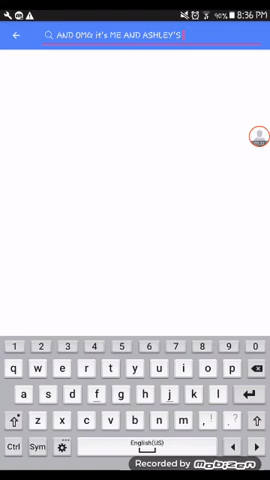 90% 8:36 PM
AND OMG it's ME AND ASHLEY'S
1 2 3 4 5 6 7 8 9 0
q w e r t y u i o p
a s d f g h j k l
z x c v b n m , ! . ?
Ctrl Sym English(US)
Recorded by Mobizen